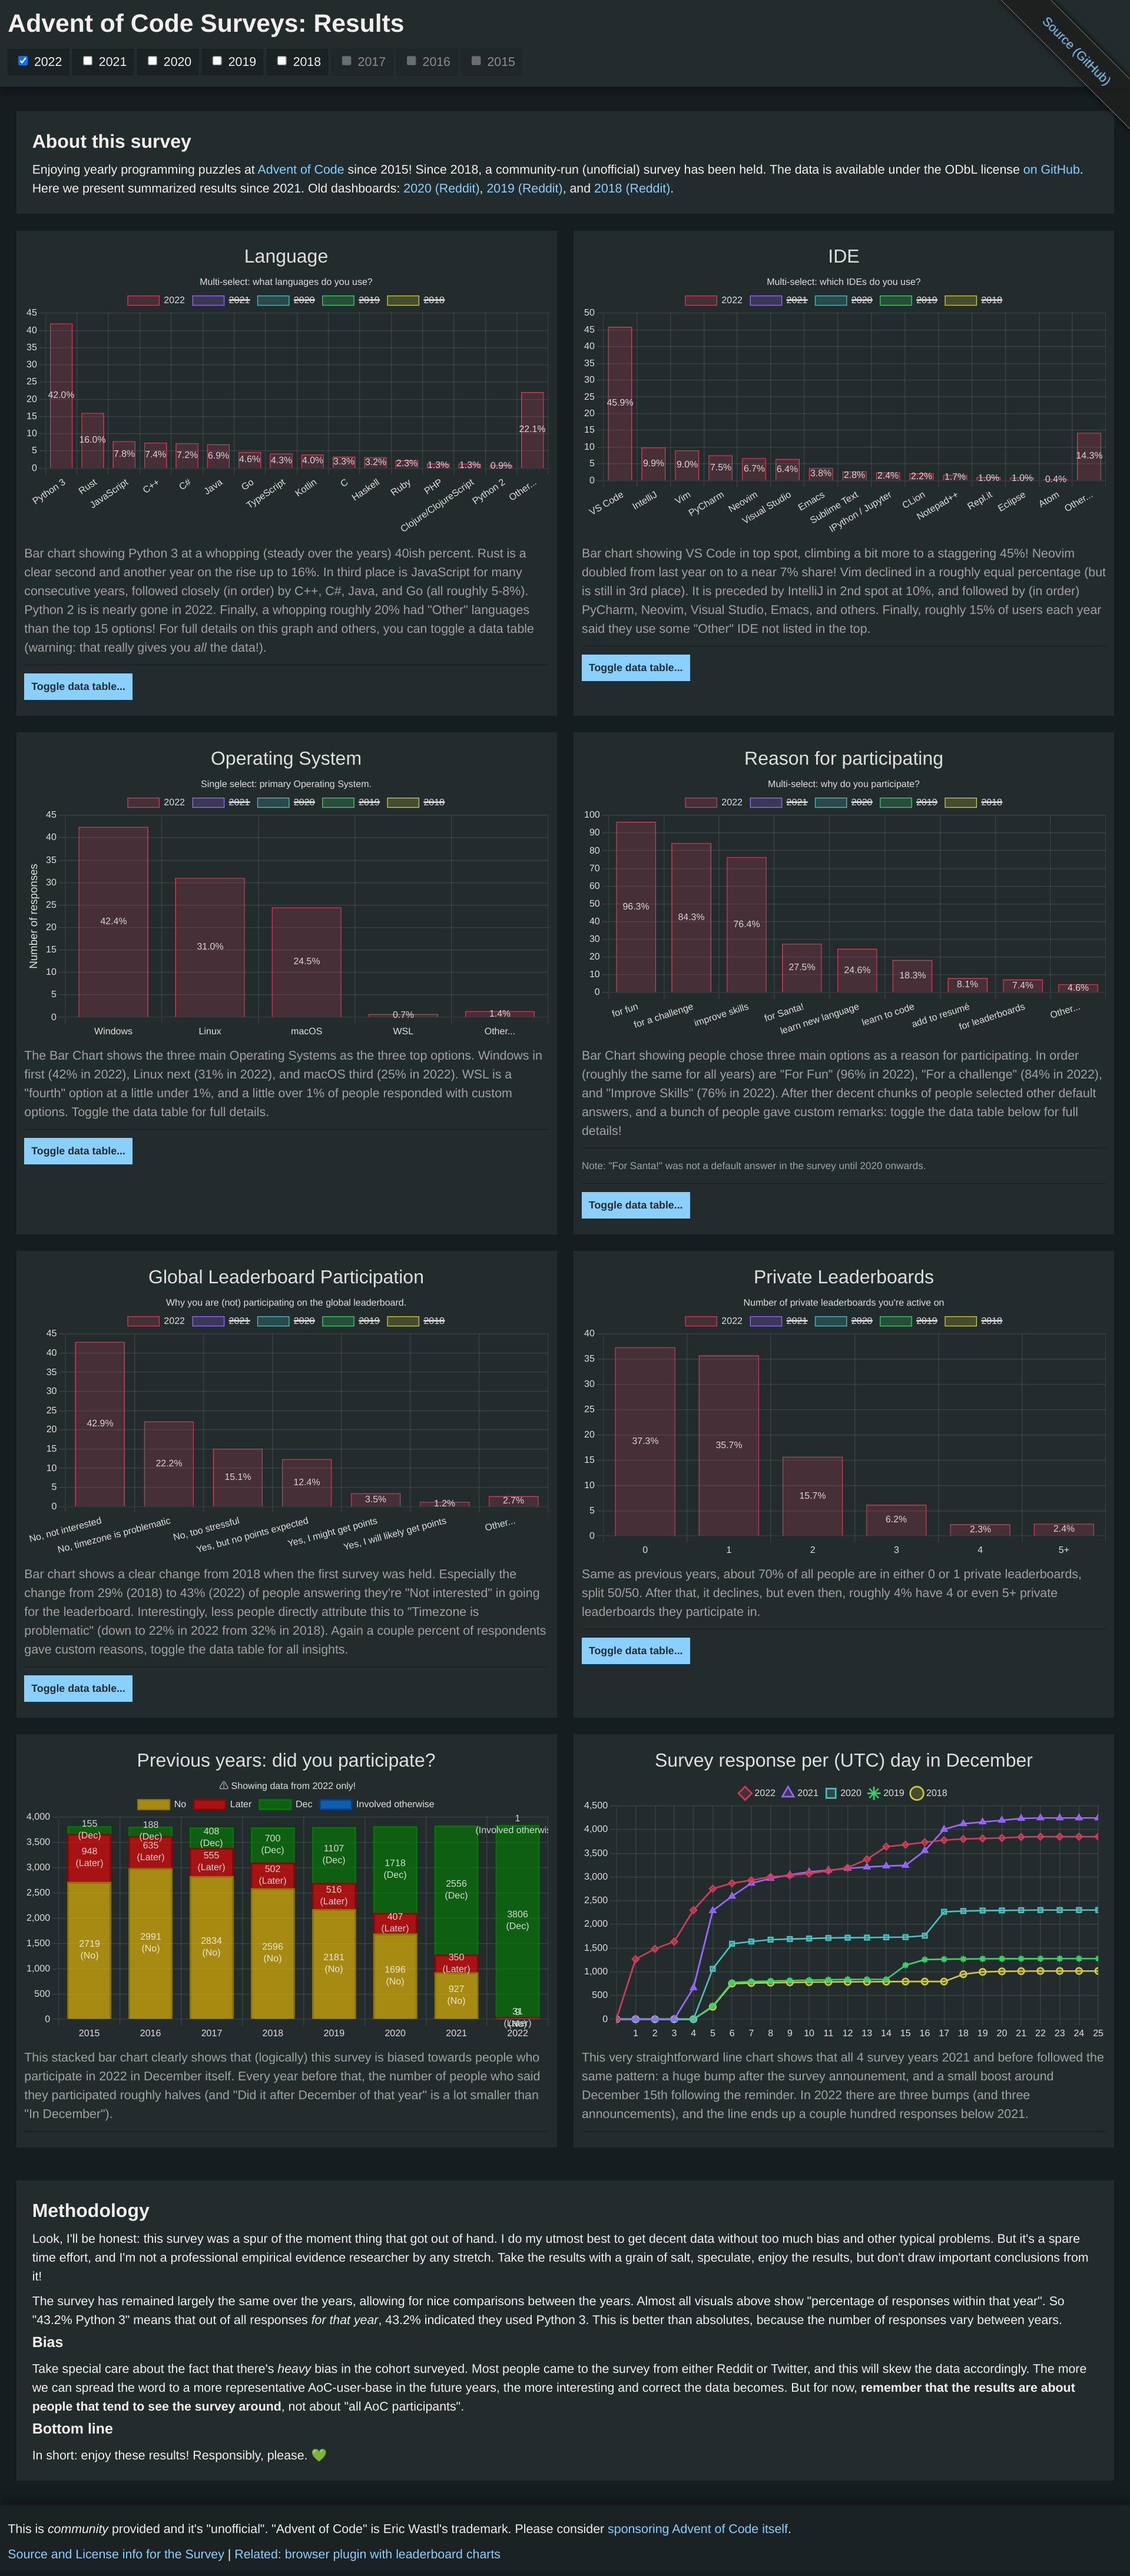 Advent of Code Surveys: Results
Source (GitHub)
2022 2021 2020 2019 2018 2017 2016 2015
About this survey
Enjoying yearly programming puzzles at Advent of Code since 2015! Since 2018, a community-run (unofficial) survey has been held. The data is available under the ODbL license on GitHub.
Here we present summarized results since 2021. Old dashboards: 2020 (Reddit), 2019 (Reddit), and 2018 (Reddit).
Language
Multi-select: what languages do you use?
2022 2021 2020 2019 2018
45
40
35
30
25
20
15
10
5
0
42.0% 16.0% 7.8% 7.4% 7.2% 6.9% 4.6% 4.3% 4.0% 3.3% 3.2% 2.3% 1.3% 1.3% 0.9% 22.1%
Python 3 Rust JavaScript C++ C# Java Go TypeScript Kotlin C Haskell Ruby PHP Clojure/ClojureScript Python 2 Other...
Bar chart showing Python 3 at a whopping (steady over the years) 40ish percent. Rust is a
clear second and another year on the rise up to 16%. In third place is JavaScript for many
consecutive years, followed closely (in order) by C++, C#, Java, and Go (all roughly 5-8%).
Python 2 is is nearly gone in 2022. Finally, a whopping roughly 20% had "Other" languages
than the top 15 options! For full details on this graph and others, you can toggle a data table
(warning: that really gives you all the data!).
Toggle data table...
IDE
Multi-select: which IDEs do you use?
2022 2021 2020 2019 2018
50
45
40
35
30
25
20
15
10
5
0
45.9% 9.9% 9.0% 7.5% 6.7% 6.4% 3.8% 2.8% 2.4% 2.2% 1.7% 1.0% 1.0% 0.4% 14.3%
VS Code IntelliJ Vim PyCharm Neovim Visual Studio Emacs Sublime Text IPython / Jupyter CLion Notepad++ Repl.it Eclipse Atom Other...
Bar chart showing VS Code in top spot, climbing a bit more to a staggering 45%! Neovim
doubled from last year on to a near 7% share! Vim declined in a roughly equal percentage (but
is still in 3rd place). It is preceded by IntelliJ in 2nd spot at 10%, and followed by (in order)
PyCharm, Neovim, Visual Studio, Emacs, and others. Finally, roughly 15% of users each year
said they use some "Other" IDE not listed in the top.
Toggle data table...
Operating System
Single select: primary Operating System.
2022 2021 2020 2019 2018
Number of responses
45
40
35
30
25
20
15
10
5
0
42.4% 31.0% 24.5% 0.7% 1.4%
Windows Linux macOS WSL Other...
The Bar Chart shows the three main Operating Systems as the three top options. Windows in
first (42% in 2022), Linux next (31% in 2022), and macOS third (25% in 2022). WSL is a
"fourth" option at a little under 1%, and a little over 1% of people responded with custom
options. Toggle the data table for full details.
Toggle data table...
Reason for participating
Multi-select: why do you participate?
2022 2021 2020 2019 2018
100
90
80
70
60
50
40
30
20
10
0
96.3% 84.3% 76.4% 27.5% 24.6% 18.3% 8.1% 7.4% 4.6%
for fun for a challenge improve skills for Santa! learn new language learn to code add to resumé for leaderboards Other...
Bar Chart showing people chose three main options as a reason for participating. In order
(roughly the same for all years) are "For Fun" (96% in 2022), "For a challenge" (84% in 2022),
and "Improve Skills" (76% in 2022). After ther decent chunks of people selected other default
answers, and a bunch of people gave custom remarks: toggle the data table below for full
details!
Note: "For Santa!" was not a default answer in the survey until 2020 onwards.
Toggle data table...
Global Leaderboard Participation
Why you are (not) participating on the global leaderboard.
2022 2021 2020 2019 2018
45
40
35
30
25
20
15
10
5
0
42.9% 22.2% 15.1% 12.4% 3.5% 1.2% 2.7%
No, not interested No, timezone is problematic No, too stressful Yes, but no points expected Yes, I might get points Yes, I will likely get points Other...
Bar chart shows a clear change from 2018 when the first survey was held. Especially the
change from 29% (2018) to 43% (2022) of people answering they're "Not interested" in going
for the leaderboard. Interestingly, less people directly attribute this to "Timezone is
problematic" (down to 22% in 2022 from 32% in 2018). Again a couple percent of respondents
gave custom reasons, toggle the data table for all insights.
Toggle data table...
Private Leaderboards
Number of private leaderboards you're active on
2022 2021 2020 2019 2018
40
35
30
25
20
15
10
5
0
37.3% 35.7% 15.7% 6.2% 2.3% 2.4%
0 1 2 3 4 5+
Same as previous years, about 70% of all people are in either 0 or 1 private leaderboards,
split 50/50. After that, it declines, but even then, roughly 4% have 4 or even 5+ private
leaderboards they participate in.
Toggle data table...
Previous years: did you participate?
⚠ Showing data from 2022 only!
No Later Dec Involved otherwise
4,000
3,500
3,000
2,500
2,000
1,500
1,000
500
0
155 (Dec) 948 (Later) 2719 (No)
188 (Dec) 635 (Later) 2991 (No)
408 (Dec) 555 (Later) 2834 (No)
700 (Dec) 502 (Later) 2596 (No)
1107 (Dec) 516 (Later) 2181 (No)
1718 (Dec) 407 (Later) 1696 (No)
2556 (Dec) 350 (Later) 927 (No)
1 (Involved otherwis 3806 (Dec) 31 (Later)
2015 2016 2017 2018 2019 2020 2021 2022
This stacked bar chart clearly shows that (logically) this survey is biased towards people who
participate in 2022 in December itself. Every year before that, the number of people who said
they participated roughly halves (and "Did it after December of that year" is a lot smaller than
"In December").
Survey response per (UTC) day in December
2022 2021 2020 2019 2018
4,500
4,000
3,500
3,000
2,500
2,000
1,500
1,000
500
0
1 2 3 4 5 6 7 8 9 10 11 12 13 14 15 16 17 18 19 20 21 22 23 24 25
This very straightforward line chart shows that all 4 survey years 2021 and before followed the
same pattern: a huge bump after the survey announement, and a small boost around
December 15th following the reminder. In 2022 there are three bumps (and three
announcements), and the line ends up a couple hundred responses below 2021.
Methodology
Look, I'll be honest: this survey was a spur of the moment thing that got out of hand. I do my utmost best to get decent data without too much bias and other typical problems. But it's a spare
time effort, and I'm not a professional empirical evidence researcher by any stretch. Take the results with a grain of salt, speculate, enjoy the results, but don't draw important conclusions from
it!
The survey has remained largely the same over the years, allowing for nice comparisons between the years. Almost all visuals above show "percentage of responses within that year". So
"43.2% Python 3" means that out of all responses for that year, 43.2% indicated they used Python 3. This is better than absolutes, because the number of responses vary between years.
Bias
Take special care about the fact that there's heavy bias in the cohort surveyed. Most people came to the survey from either Reddit or Twitter, and this will skew the data accordingly. The more
we can spread the word to a more representative AoC-user-base in the future years, the more interesting and correct the data becomes. But for now, remember that the results are about
people that tend to see the survey around, not about "all AoC participants".
Bottom line
In short: enjoy these results! Responsibly, please. 💚
This is community provided and it's "unofficial". "Advent of Code" is Eric Wastl's trademark. Please consider sponsoring Advent of Code itself.
Source and License info for the Survey | Related: browser plugin with leaderboard charts